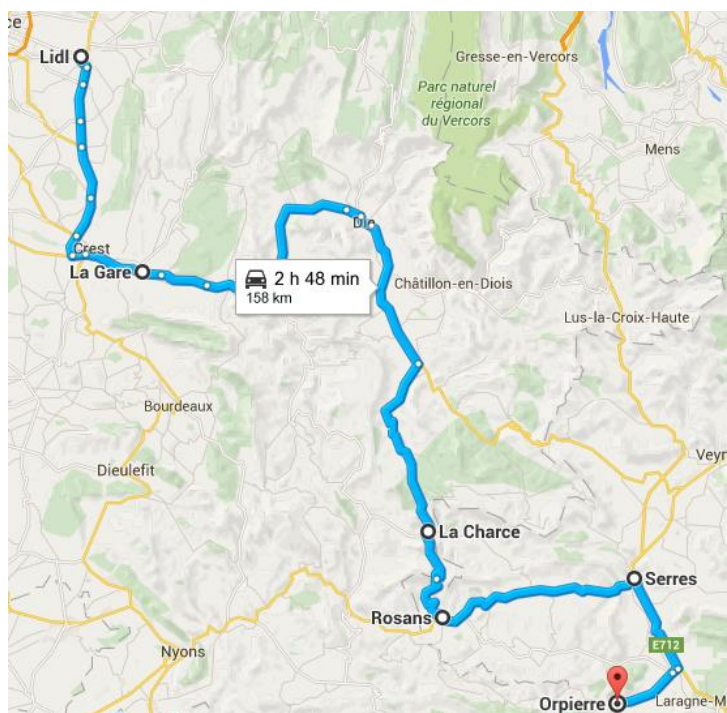 ce
Lidl
Gresse-en-Vercors
Parc naturel
régional
du Vercors
Mens
Die
Crest
La Gare
2 h 48 min
158 km
Châtillon-en-Diois
Lus-la-Croix-Haute
Bourdeaux
Dieulefit
Veyn
La Charce
Serres
Rosans
E712
Nyons
Orpierre
Laragne-M